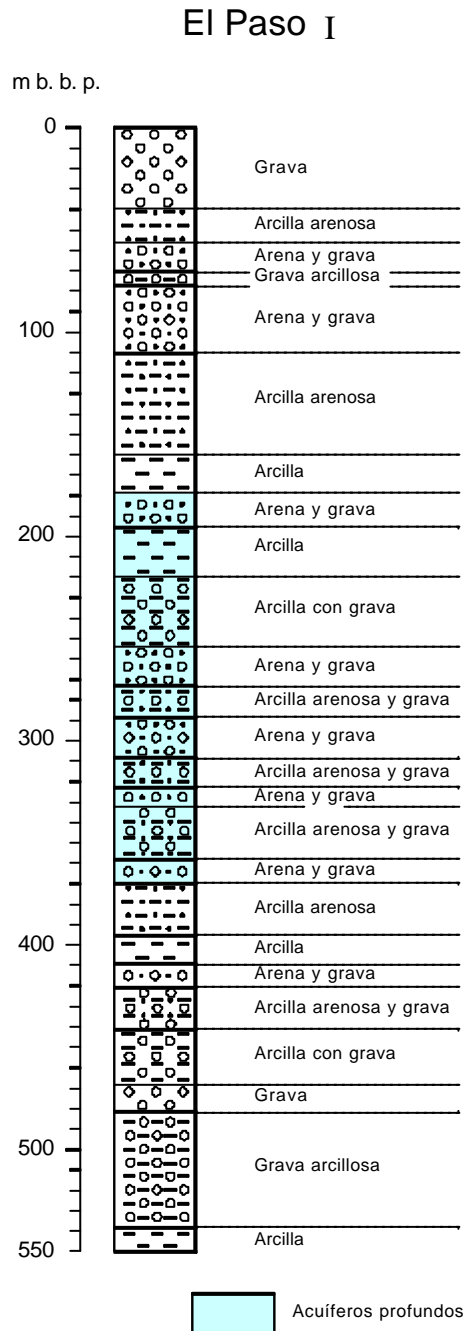 El Paso I
m b. b. p.
0
Grava
Arcilla arenosa
Arena y grava
Grava arcillosa
Arena y grava
100
Arcilla arenosa
Arcilla
Arena y grava
200
Arcilla
Arcilla con grava
Arena y grava
Arcilla arenosa y grava
300
Arena y grava
Arcilla arenosa y grava
Arena y grava
Arcilla arenosa y grava
Arena y grava
Arcilla arenosa
400
Arcilla
Arena y grava
Arcilla arenosa y grava
Arcilla con grava
Grava
500
Grava arcillosa
Arcilla
550
Acuíferos profundos